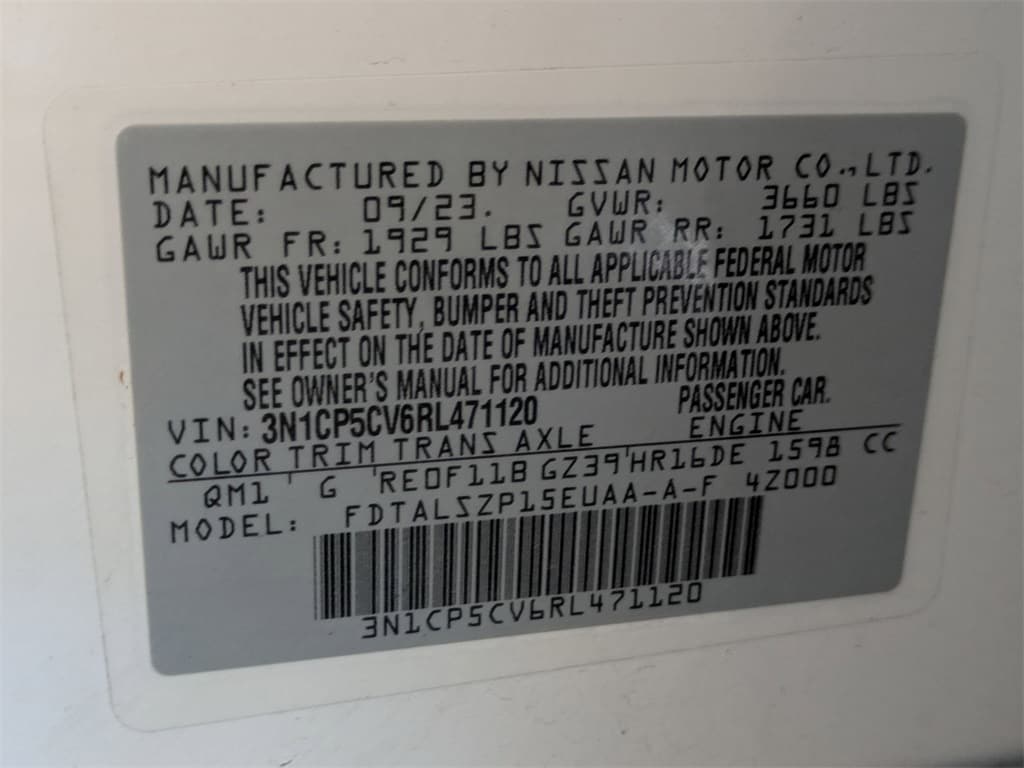 MANUFACTURED BY NISSAN MOTOR CO.,LTD.
DATE: 09/23. GVWR: 3660 LBS
GAWR FR: 1929 LBS GAWR RR: 1731 LBS
THIS VEHICLE CONFORMS TO ALL APPLICABLE FEDERAL MOTOR
VEHICLE SAFETY, BUMPER AND THEFT PREVENTION STANDARDS
IN EFFECT ON THE DATE OF MANUFACTURE SHOWN ABOVE.
SEE OWNER'S MANUAL FOR ADDITIONAL INFORMATION.
VIN: 3N1CP5CV6RL471120 PASSENGER CAR.
COLOR TRIM TRANS AXLE ENGINE
QM1 ' G 'RE0F11B GZ39'HR16DE 1598 CC
MODEL: FDTALSZP15EUAA-A-F 4Z000
3N1CP5CV6RL471120